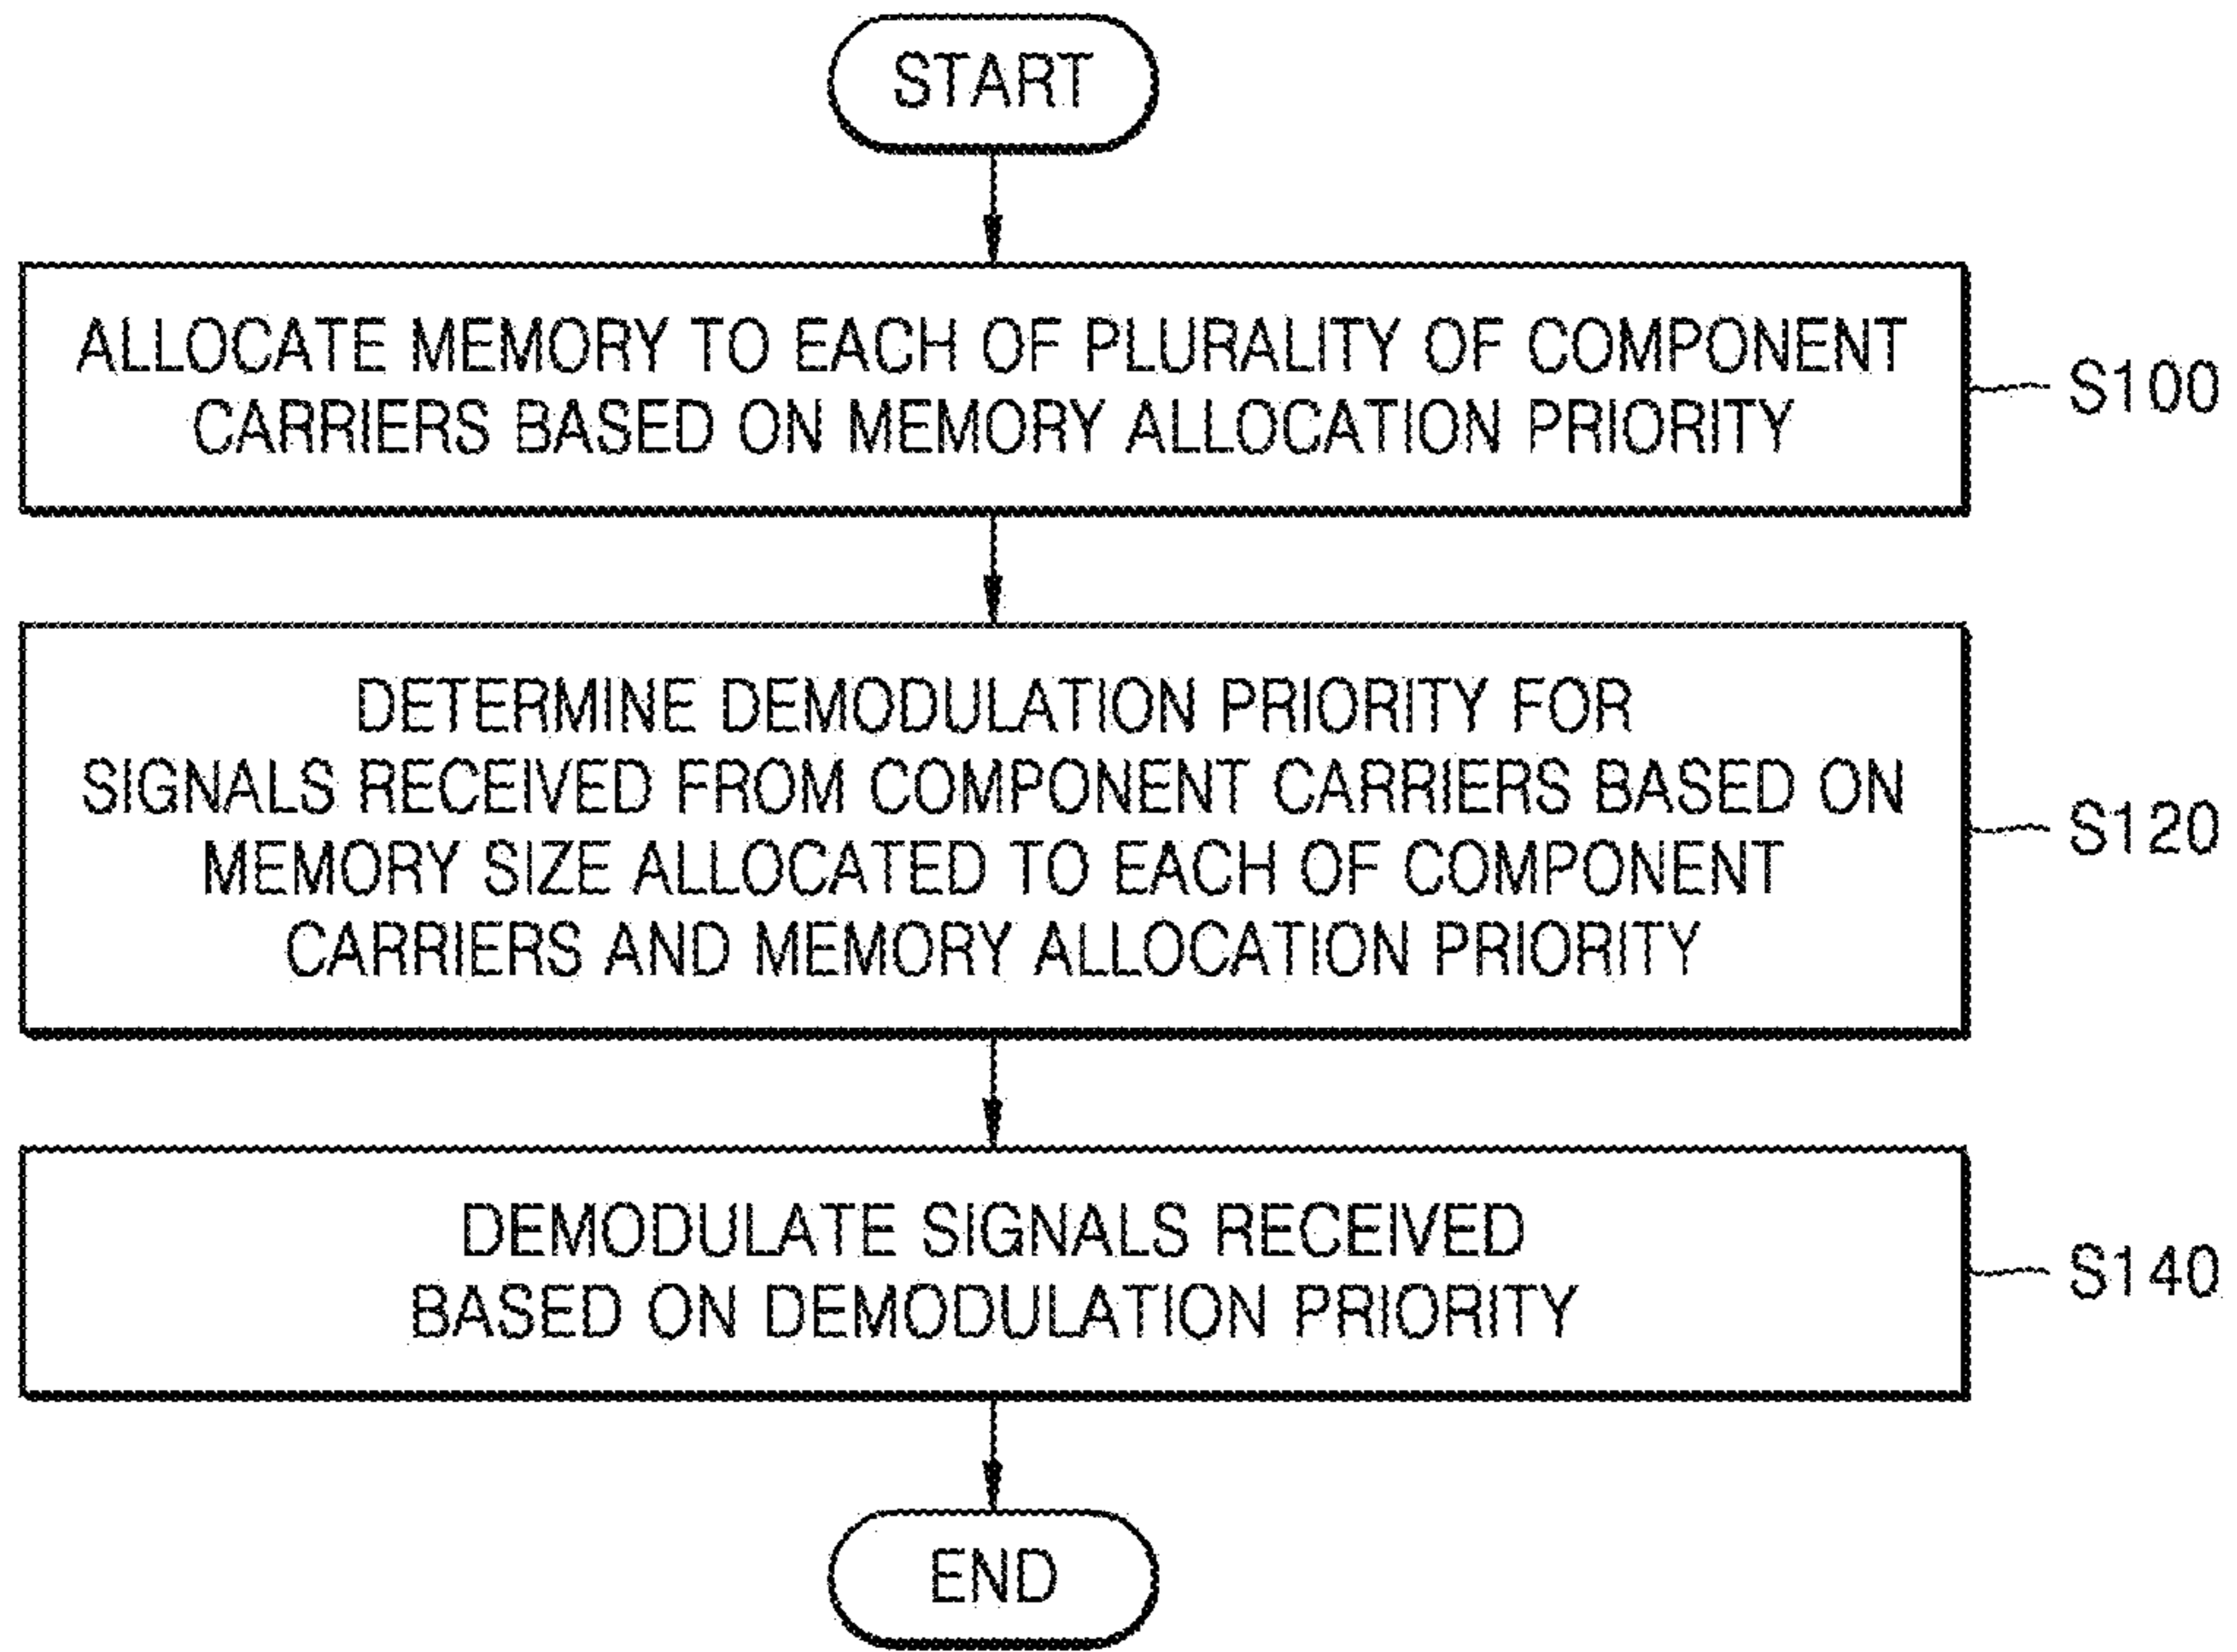 START
ALLOCATE MEMORY TO EACH OF PLURALITY OF COMPONENT
CARRIERS BASED ON MEMORY ALLOCATION PRIORITY
S100
DETERMINE DEMODULATION PRIORITY FOR
SIGNALS RECEIVED FROM COMPONENT CARRIERS BASED ON
MEMORY SIZE ALLOCATED TO EACH OF COMPONENT
CARRIERS AND MEMORY ALLOCATION PRIORITY
S120
DEMODULATE SIGNALS RECEIVED
BASED ON DEMODULATION PRIORITY
S140
END